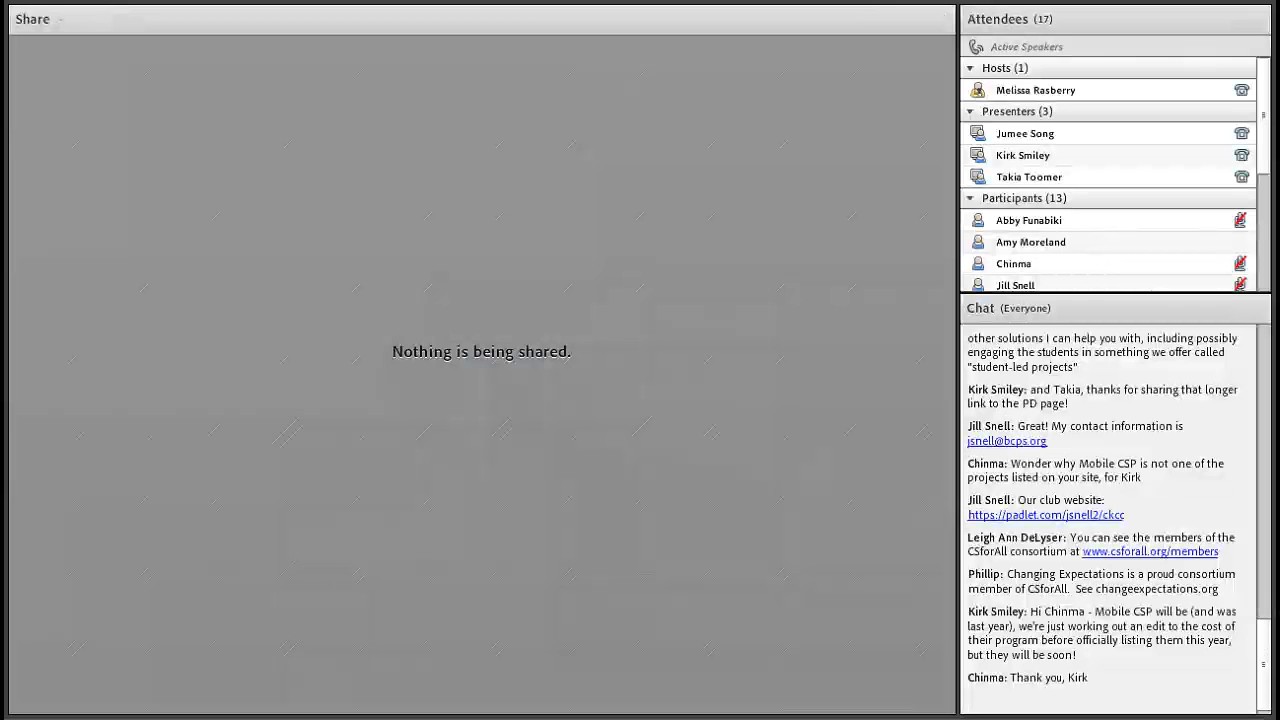 Share
Nothing is being shared.
Attendees (17)
Active Speakers
Hosts (1)
Melissa Rasberry
Presenters (3)
Jumee Song
Kirk Smiley
Takia Toomer
Participants (13)
Abby Funabiki
Amy Moreland
Chinma
Jill Snell
Chat (Everyone)
other solutions I can help you with, including possibly
engaging the students in something we offer called
"student-led projects"
Kirk Smiley: and Takia, thanks for sharing that longer
link to the PD page!
Jill Snell: Great! My contact information is
jsnell@bcps.org
Chinma: Wonder why Mobile CSP is not one of the
projects listed on your site, for Kirk
Jill Snell: Our club website:
https://padlet.com/jsnell2/ckcc
Leigh Ann DeLyser: You can see the members of the
CSforAll consortium at www.csforall.org/members
Phillip: Changing Expectations is a proud consortium
member of CSforAll. See changeexpectations.org
Kirk Smiley: Hi Chinma - Mobile CSP will be (and was
last year), we're just working out an edit to the cost of
their program before officially listing them this year,
but they will be soon!
Chinma: Thank you, Kirk